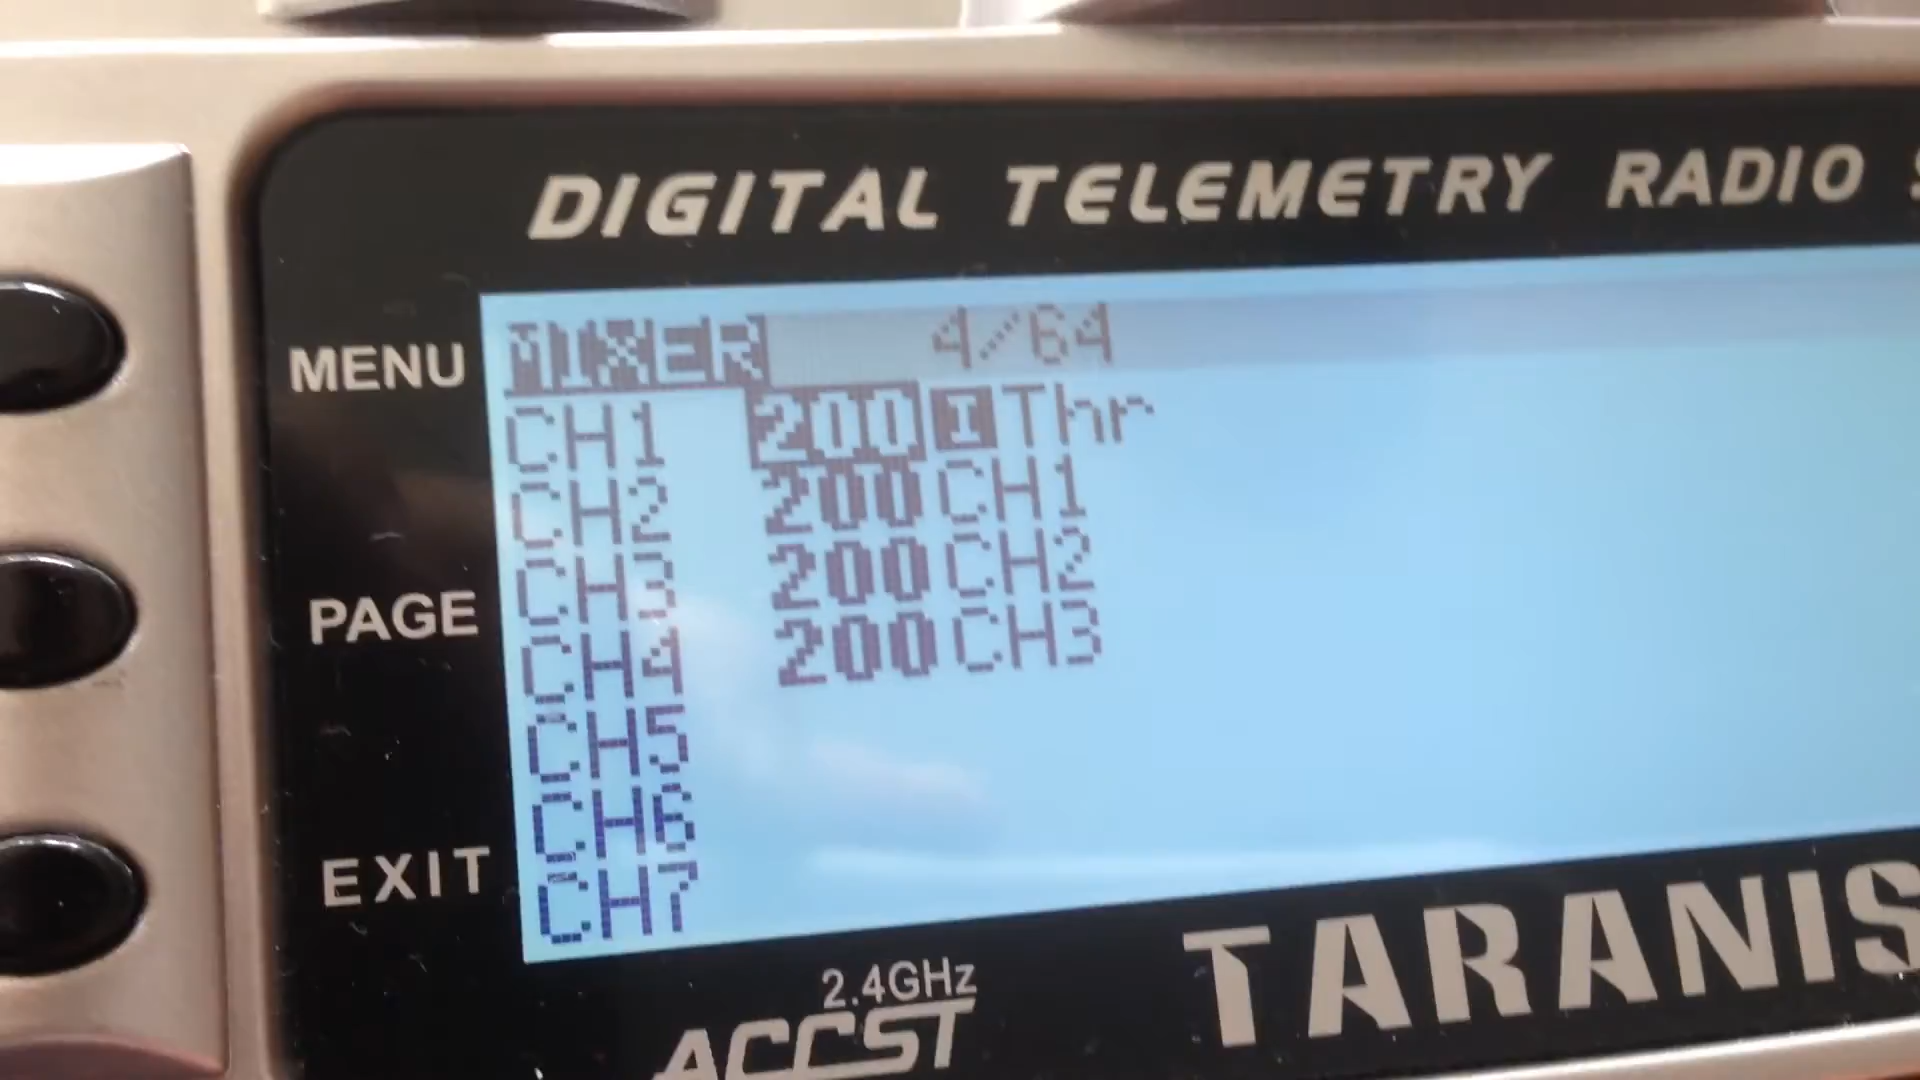 DIGITAL TELEMETRY RADIO
MENU
PAGE
EXIT
MIXER 4/64
CH1 200 I Thr
CH2 200 CH1
CH3 200 CH2
CH4 200 CH3
CH5
CH6
CH7
2.4GHz
ACCST
TARANIS